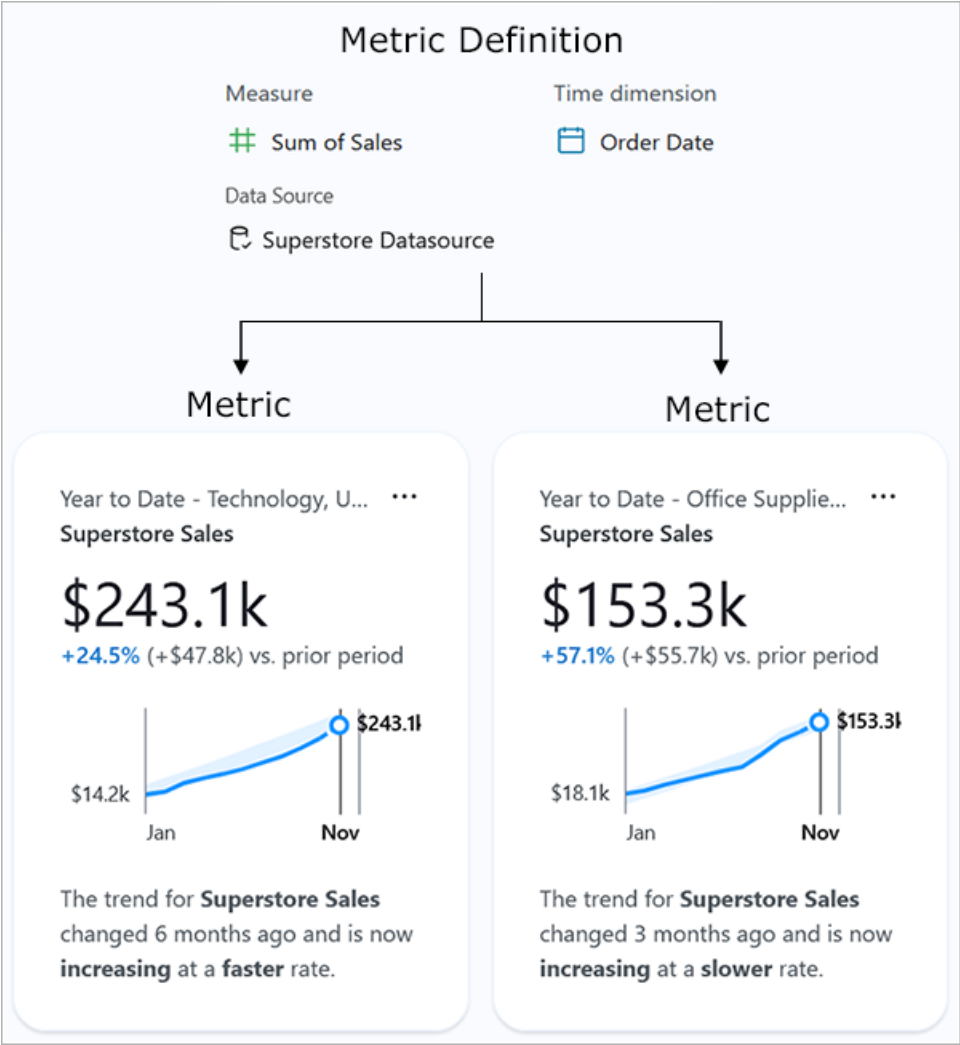 Metric Definition
Measure
Time dimension
Sum of Sales
Order Date
Data Source
Superstore Datasource
Metric
Year to Date - Technology, U...
Superstore Sales
$243.1k
+24.5% (+$47.8k) vs. prior period
$243.1k
$14.2k
Jan
Nov
The trend for Superstore Sales
changed 6 months ago and is now
increasing at a faster rate.
Metric
Year to Date - Office Supplie...
Superstore Sales
$153.3k
+57.1% (+$55.7k) vs. prior period
$153.3k
$18.1k
Jan
Nov
The trend for Superstore Sales
changed 3 months ago and is now
increasing at a slower rate.